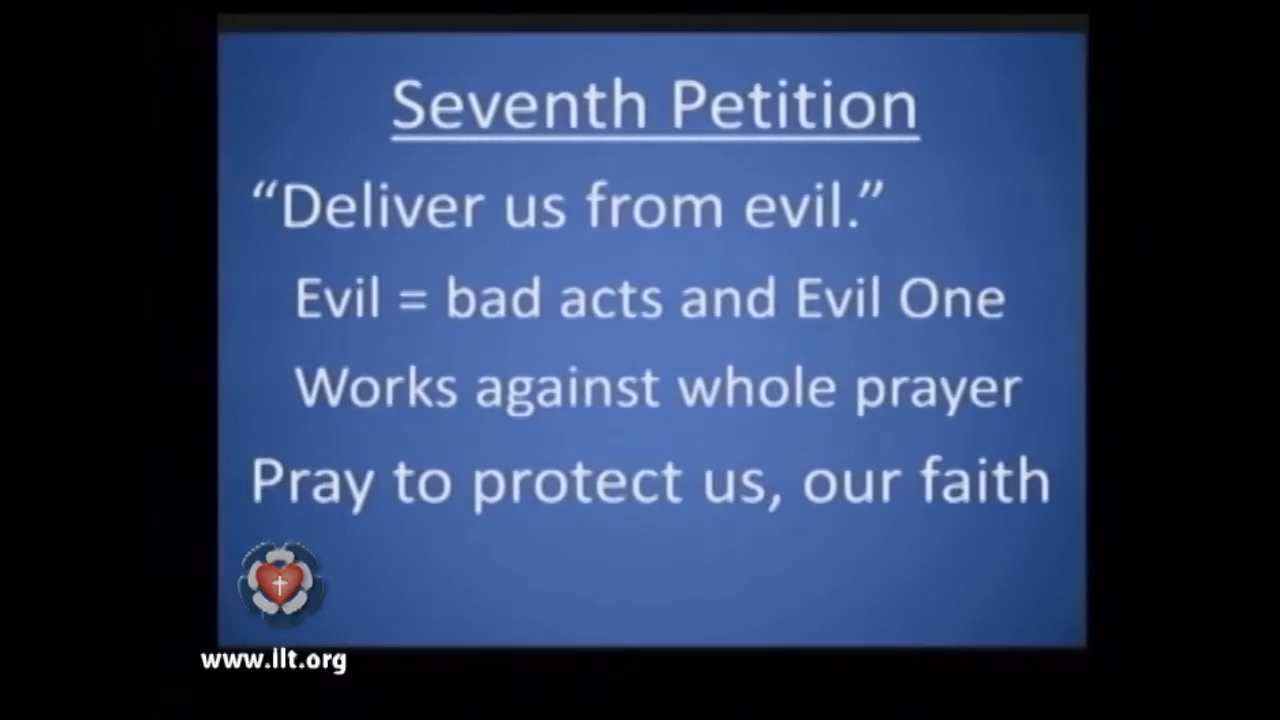 Seventh Petition
“Deliver us from evil.”
Evil = bad acts and Evil One
Works against whole prayer
Pray to protect us, our faith
www.ilt.org